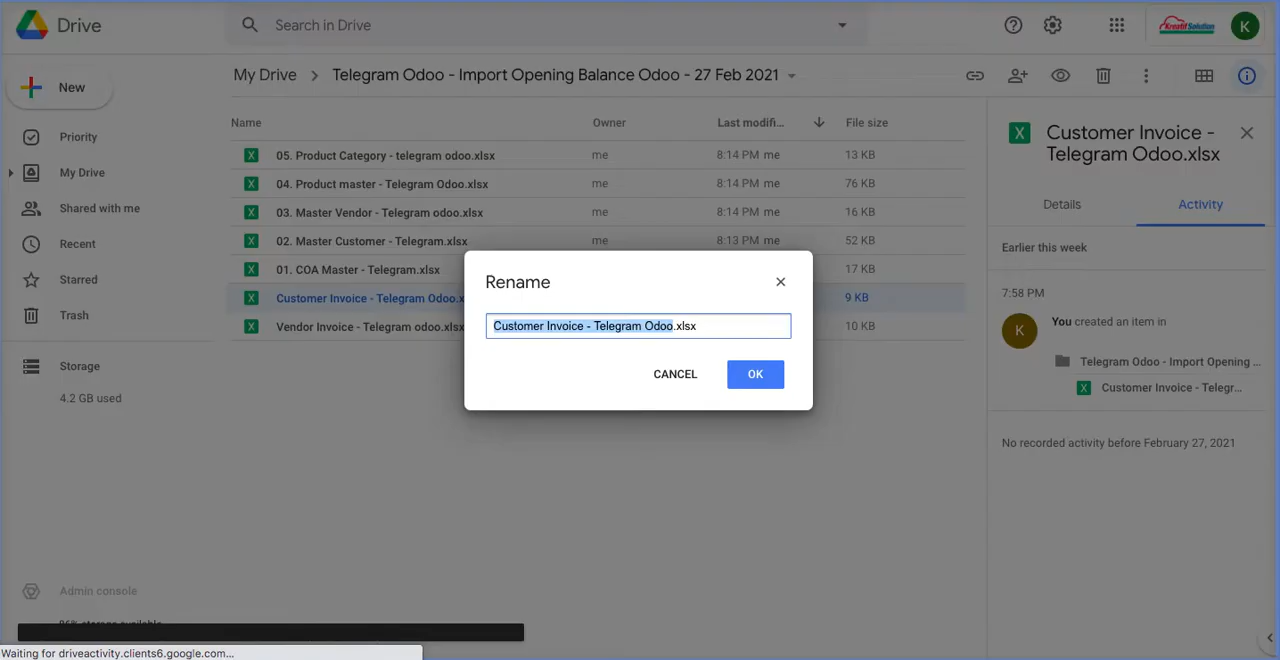 Drive
Search in Drive
Kreatif Solution
K
New
My Drive > Telegram Odoo - Import Opening Balance Odoo - 27 Feb 2021
Priority
My Drive
Shared with me
Recent
Starred
Trash
Storage
4.2 GB used
Admin console
86% storage available
Name Owner Last modifi... File size
05. Product Category - telegram odoo.xlsx me 8:14 PM me 13 KB
04. Product master - Telegram Odoo.xlsx me 8:14 PM me 76 KB
03. Master Vendor - Telegram odoo.xlsx me 8:14 PM me 16 KB
02. Master Customer - Telegram.xlsx me 8:13 PM me 52 KB
01. COA Master - Telegram.xlsx 17 KB
Customer Invoice - Telegram Odoo.x 9 KB
Vendor Invoice - Telegram odoo.xlsx 10 KB
Rename
Customer Invoice - Telegram Odoo.xlsx
CANCEL OK
X Customer Invoice -
Telegram Odoo.xlsx
Details Activity
Earlier this week
7:58 PM
K You created an item in
Telegram Odoo - Import Opening ...
X Customer Invoice - Telegr...
No recorded activity before February 27, 2021
Waiting for driveactivity.clients6.google.com...